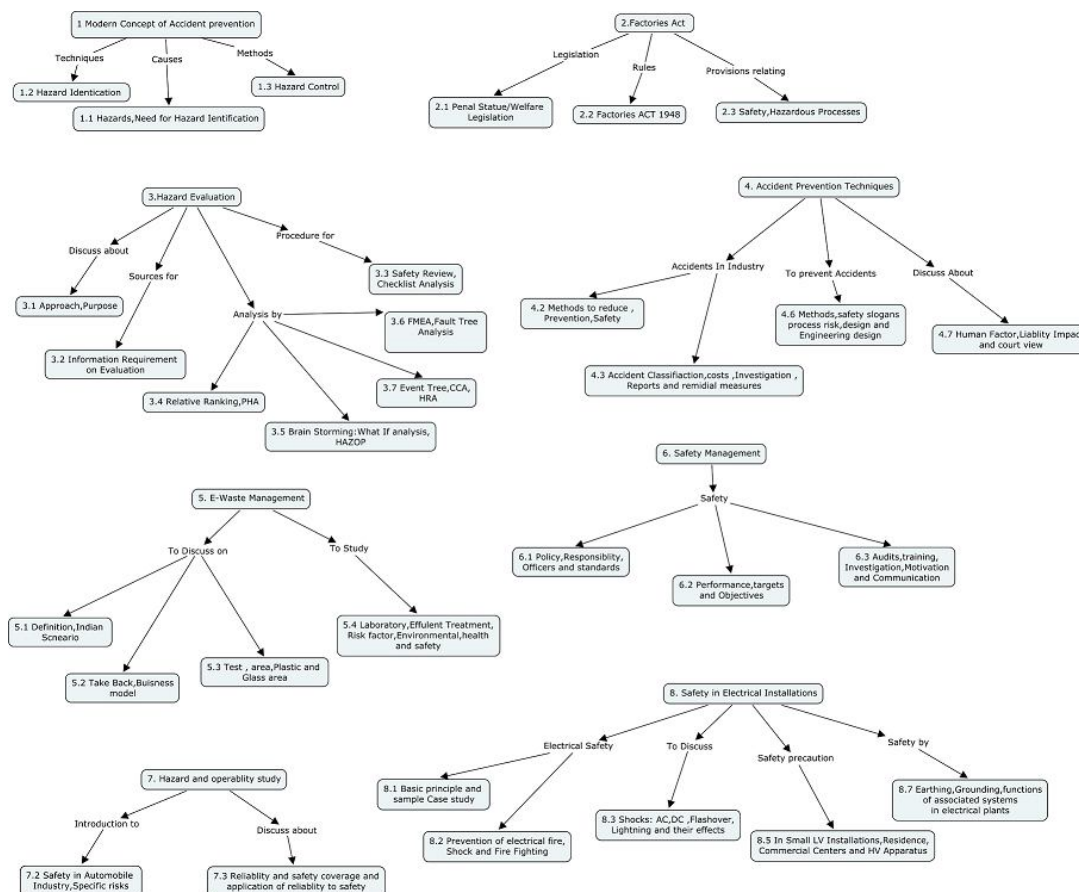 1 Modern Concept of Accident prevention
Techniques
Causes
Methods
1.2 Hazard Identication
1.3 Hazard Control
1.1 Hazards,Need for Hazard Ientification
2.Factories Act
Legislation
Rules
Provisions relating
2.1 Penal Statue/Welfare
Legislation
2.2 Factories ACT 1948
2.3 Safety,Hazardous Processes
3.Hazard Evaluation
Discuss about
Sources for
Procedure for
Analysis by
3.1 Approach,Purpose
3.2 Information Requirement
on Evaluation
3.3 Safety Review,
Checklist Analysis
3.6 FMEA,Fault Tree
Analysis
3.7 Event Tree,CCA,
HRA
3.4 Relative Ranking,PHA
3.5 Brain Storming:What If analysis,
HAZOP
4. Accident Prevention Techniques
Accidents In Industry
To prevent Accidents
Discuss About
4.2 Methods to reduce ,
Prevention,Safety
4.6 Methods,safety slogans
process risk,design and
Engineering design
4.7 Human Factor,Liablity Impac
and court view
4.3 Accident Classifiaction,costs ,Investigation ,
Reports and remidial measures
5. E-Waste Management
To Discuss on
To Study
5.1 Definition,Indian
Scneario
5.2 Take Back,Buisness
model
5.3 Test , area,Plastic and
Glass area
5.4 Laboratory,Effulent Treatment,
Risk factor,Environmental,health
and safety
6. Safety Management
Safety
6.1 Policy,Responsiblity,
Officers and standards
6.2 Performance,targets
and Objectives
6.3 Audits,training,
Investigation,Motivation
and Communication
7. Hazard and operablity study
Introduction to
Discuss about
7.2 Safety in Automobile
Industry,Specific risks
7.3 Reliablity and safety coverage and
application of reliablity to safety
8. Safety in Electrical Installations
Electrical Safety
To Discuss
Safety precaution
Safety by
8.1 Basic principle and
sample Case study
8.2 Prevention of electrical fire,
Shock and Fire Fighting
8.3 Shocks: AC,DC ,Flashover,
Lightning and their effects
8.5 In Small LV Installations,Residence,
Commercial Centers and HV Apparatus
8.7 Earthing,Grounding,functions
of associated systems
in electrical plants